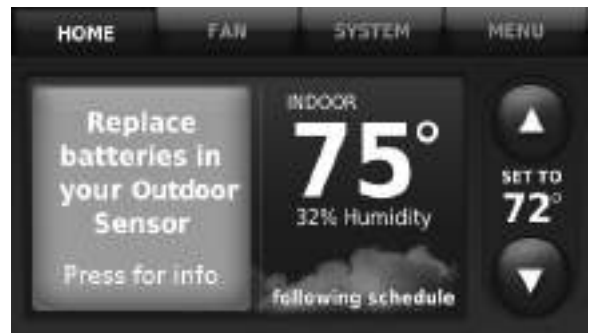 HOME
FAN
SYSTEM
MENU
Replace
batteries in
your Outdoor
Sensor
Press for info
INDOOR
75°
32% Humidity
following schedule
SET TO
72°